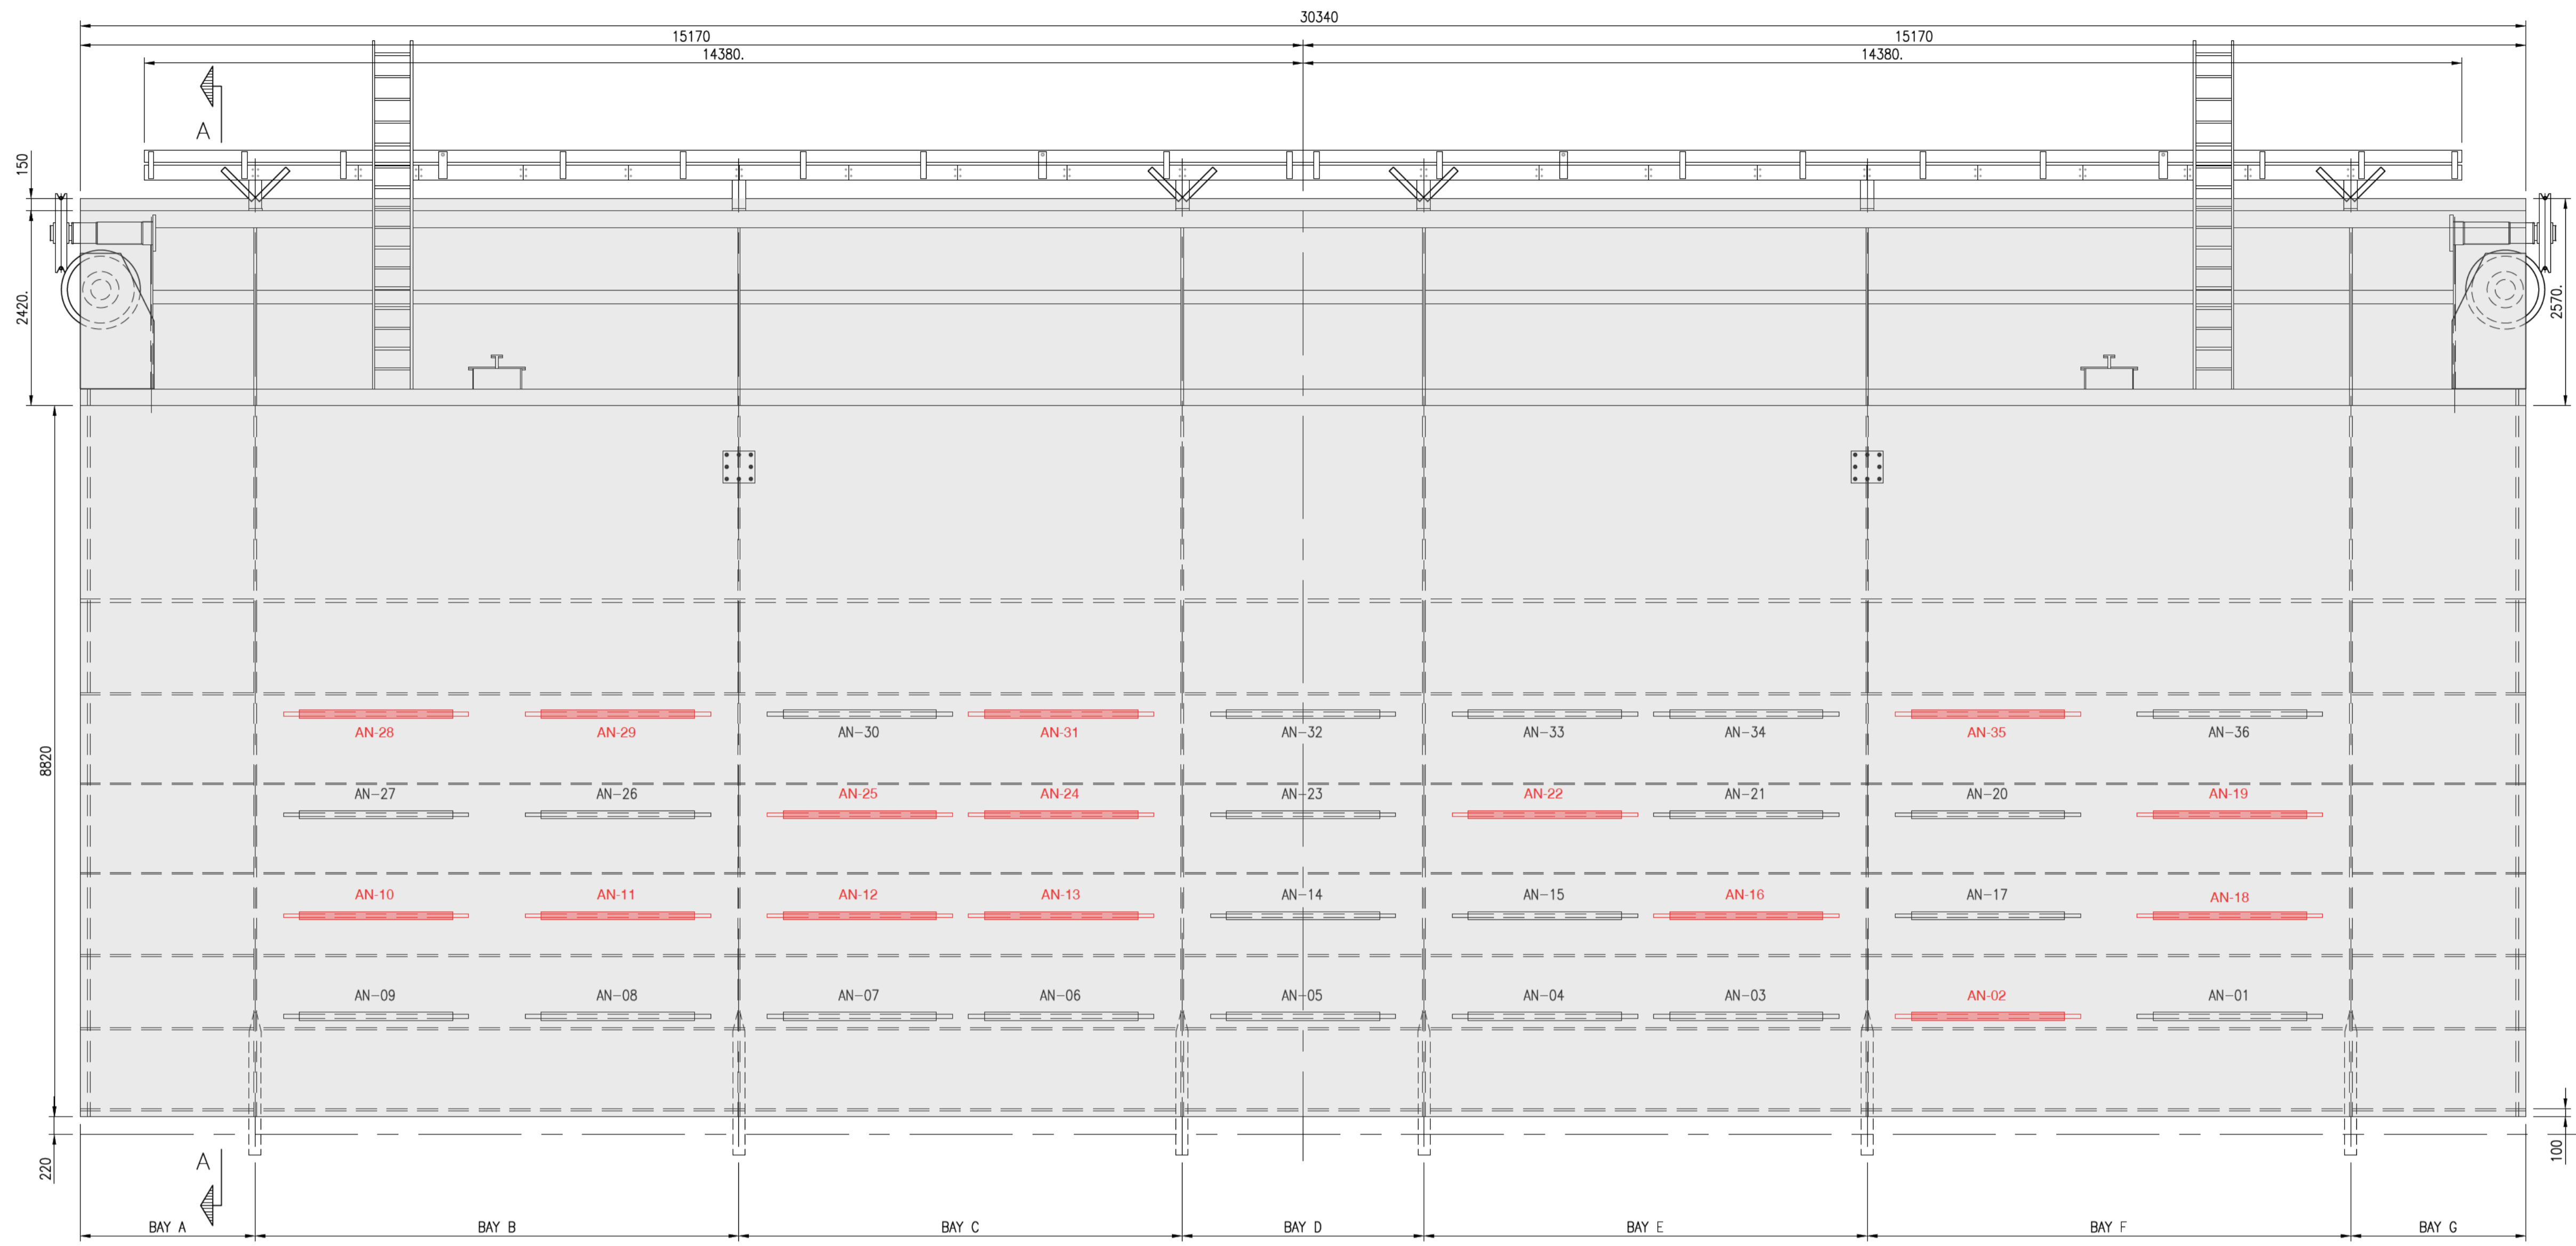 30340
15170 15170
14380. 14380.
A
150
2420.
2570.
AN-28 AN-29 AN-30 AN-31 AN-32 AN-33 AN-34 AN-35 AN-36
8820
AN-27 AN-26 AN-25 AN-24 AN-23 AN-22 AN-21 AN-20 AN-19
AN-10 AN-11 AN-12 AN-13 AN-14 AN-15 AN-16 AN-17 AN-18
AN-09 AN-08 AN-07 AN-06 AN-05 AN-04 AN-03 AN-02 AN-01
220
A
100
BAY A BAY B BAY C BAY D BAY E BAY F BAY G